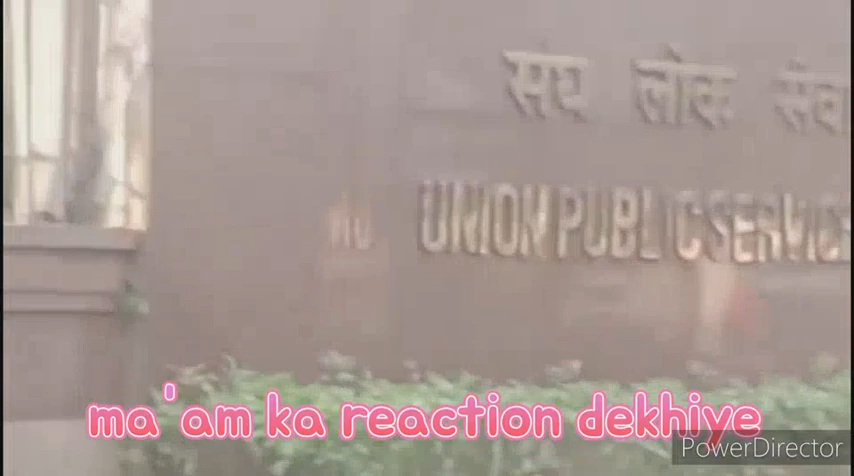 संघ लोक सेवा
UNION PUBLIC SERVICE
ma'am ka reaction dekhiye
PowerDirector